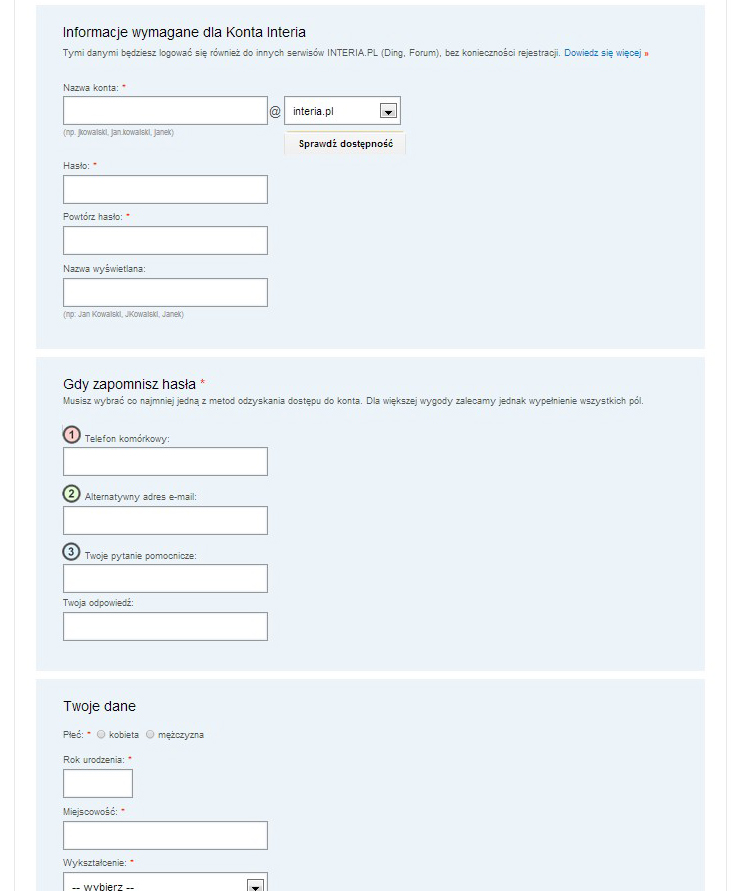 Informacje wymagane dla Konta Interia
Tymi danymi będziesz logować się również do innych serwisów INTERIA.PL (Ding, Forum), bez konieczności rejestracji. Dowiedz się więcej »
Nazwa konta: *
@ interia.pl
(np. jkowalski, jan.kowalski, janek)
Sprawdź dostępność
Hasło: *
Powtórz hasło: *
Nazwa wyświetlana:
(np: Jan Kowalski, JKowalski, Janek)
Gdy zapomnisz hasła *
Musisz wybrać co najmniej jedną z metod odzyskania dostępu do konta. Dla większej wygody zalecamy jednak wypełnienie wszystkich pól.
1 Telefon komórkowy:
2 Alternatywny adres e-mail:
3 Twoje pytanie pomocnicze:
Twoja odpowiedź:
Twoje dane
Płeć: * kobieta mężczyzna
Rok urodzenia: *
Miejscowość: *
Wykształcenie: *
-- wybierz --